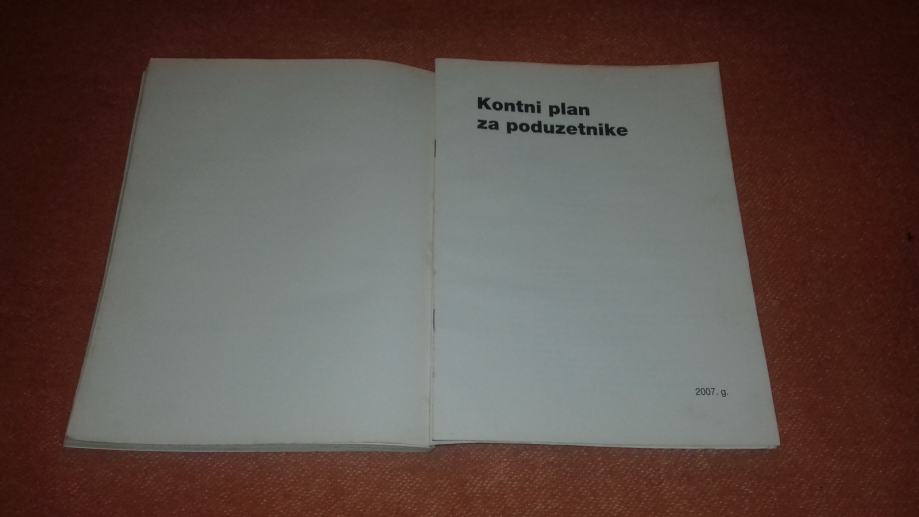 Kontni plan
za poduzetnike
2007. g.